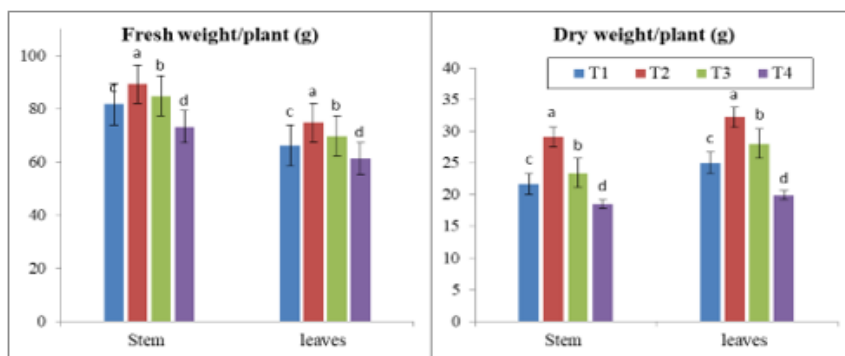 Fresh weight/plant (g)
100
80
60
40
20
0
c
a
b
d
c
a
b
d
Stem
leaves
Dry weight/plant (g)
T1 T2 T3 T4
40
35
30
25
20
15
10
5
0
c
a
b
d
c
a
b
d
Stem
leaves